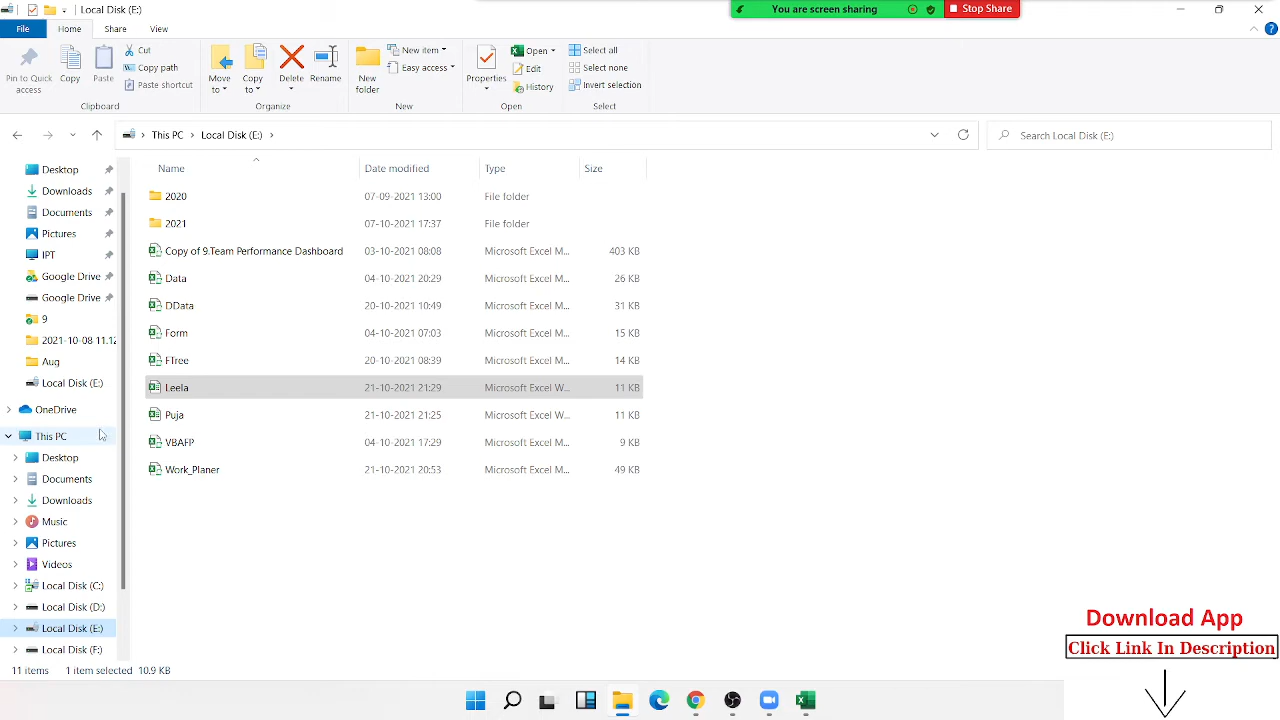 Local Disk (E:)
You are screen sharing
Stop Share
File
Home
Share
View
Pin to Quick access
Copy
Paste
Cut
Copy path
Paste shortcut
Clipboard
Move to
Copy to
Delete
Rename
Organize
New folder
New item
Easy access
New
Properties
Open
Edit
History
Open
Select all
Select none
Invert selection
Select
This PC > Local Disk (E:) >
Search Local Disk (E:)
Name Date modified Type Size
2020 07-09-2021 13:00 File folder
2021 07-10-2021 17:37 File folder
Copy of 9.Team Performance Dashboard 03-10-2021 08:08 Microsoft Excel M... 403 KB
Data 04-10-2021 20:29 Microsoft Excel M... 26 KB
DData 20-10-2021 10:49 Microsoft Excel M... 31 KB
Form 04-10-2021 07:03 Microsoft Excel M... 15 KB
FTree 20-10-2021 08:39 Microsoft Excel M... 14 KB
Leela 21-10-2021 21:29 Microsoft Excel W... 11 KB
Puja 21-10-2021 21:25 Microsoft Excel W... 11 KB
VBAFP 04-10-2021 17:29 Microsoft Excel M... 9 KB
Work_Planer 21-10-2021 20:53 Microsoft Excel M... 49 KB
Desktop
Downloads
Documents
Pictures
IPT
Google Drive
Google Drive
9
2021-10-08 11.12
Aug
Local Disk (E:)
OneDrive
This PC
Desktop
Documents
Downloads
Music
Pictures
Videos
Local Disk (C:)
Local Disk (D:)
Local Disk (E:)
Local Disk (F:)
11 items 1 item selected 10.9 KB
Download App
Click Link In Description